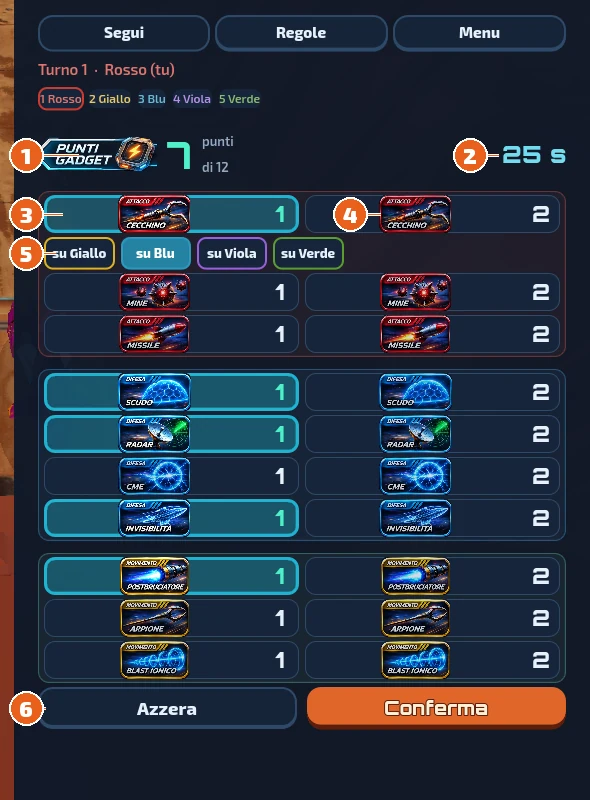 Segui Regole Menu
Turno 1 · Rosso (tu)
1 Rosso 2 Giallo 3 Blu 4 Viola 5 Verde
1 PUNTI GADGET 7 punti di 12 2 25 s
3 ATTACCO CECCHINO 1 4 ATTACCO CECCHINO 2
5 su Giallo su Blu su Viola su Verde
ATTACCO MINE 1 ATTACCO MINE 2
ATTACCO MISSILE 1 ATTACCO MISSILE 2
DIFESA SCUDO 1 DIFESA SCUDO 2
DIFESA RADAR 1 DIFESA RADAR 2
DIFESA CME 1 DIFESA CME 2
DIFESA INVISIBILITÀ 1 DIFESA INVISIBILITÀ 2
MOVIMENTO POSTBRUCIATORE 1 MOVIMENTO POSTBRUCIATORE 2
MOVIMENTO ARPIONE 1 MOVIMENTO ARPIONE 2
MOVIMENTO BLAST IONICO 1 MOVIMENTO BLAST IONICO 2
6 Azzera Conferma